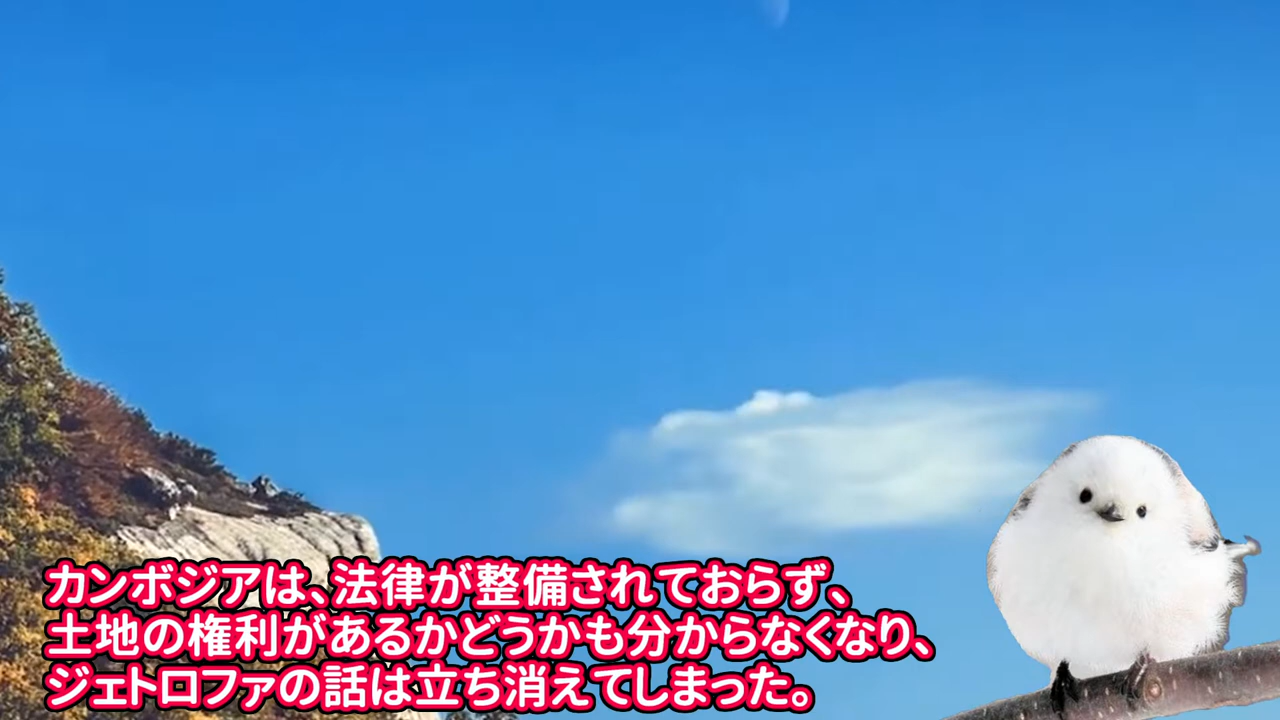 カンボジアは、法律が整備されておらず、
土地の権利があるかどうかも分からなくなり、
ジェトロファの話は立ち消えてしまった。